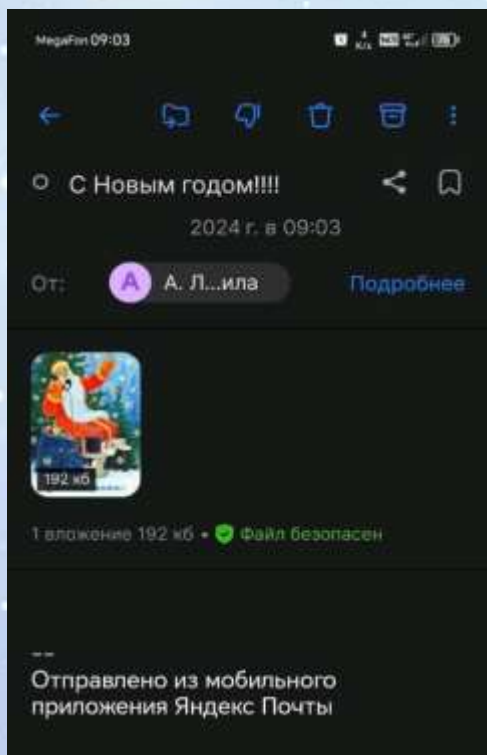 MegaFon 09:03
С Новым годом!!!!
2024 г. в 09:03
От:
А
А. Л...ила
Подробнее
192 кб
1 вложение 192 кб • Файл безопасен
--
Отправлено из мобильного
приложения Яндекс Почты